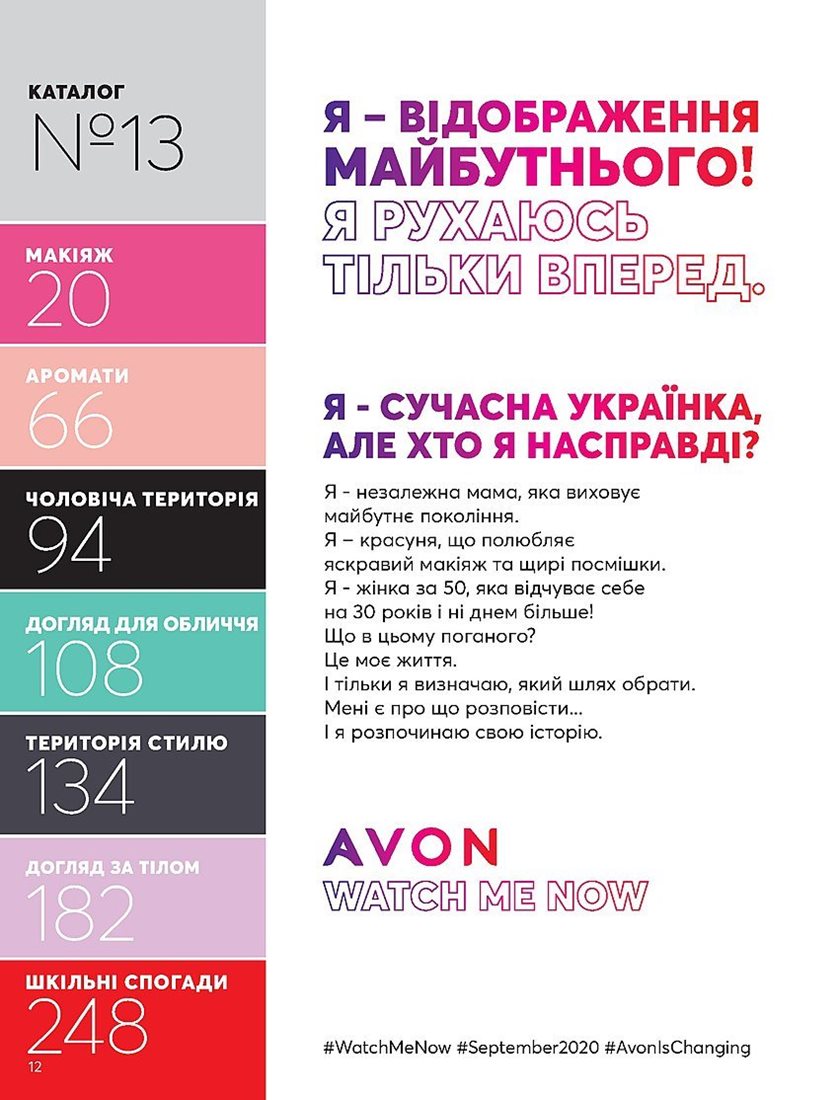 КАТАЛОГ
№13
МАКІЯЖ
20
АРОМАТИ
66
ЧОЛОВІЧА ТЕРИТОРІЯ
94
ДОГЛЯД ДЛЯ ОБЛИЧЧЯ
108
ТЕРИТОРІЯ СТИЛЮ
134
ДОГЛЯД ЗА ТІЛОМ
182
ШКІЛЬНІ СПОГАДИ
248
12
Я – ВІДОБРАЖЕННЯ
МАЙБУТНЬОГО!
Я РУХАЮСЬ
ТІЛЬКИ ВПЕРЕД.
Я - СУЧАСНА УКРАЇНКА,
АЛЕ ХТО Я НАСПРАВДІ?
Я - незалежна мама, яка виховує
майбутнє покоління.
Я – красуня, що полюбляє
яскравий макіяж та щирі посмішки.
Я - жінка за 50, яка відчуває себе
на 30 років і ні днем більше!
Що в цьому поганого?
Це моє життя.
І тільки я визначаю, який шлях обрати.
Мені є про що розповісти...
І я розпочинаю свою історію.
AVON
WATCH ME NOW
#WatchMeNow #September2020 #AvonIsChanging